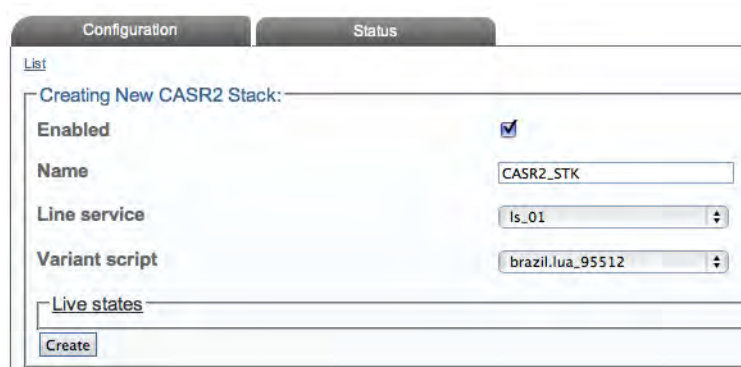 Configuration Status
List
Creating New CASR2 Stack:
Enabled
Name CASR2_STK
Line service ls_01
Variant script brazil.lua_95512
Live states
Create